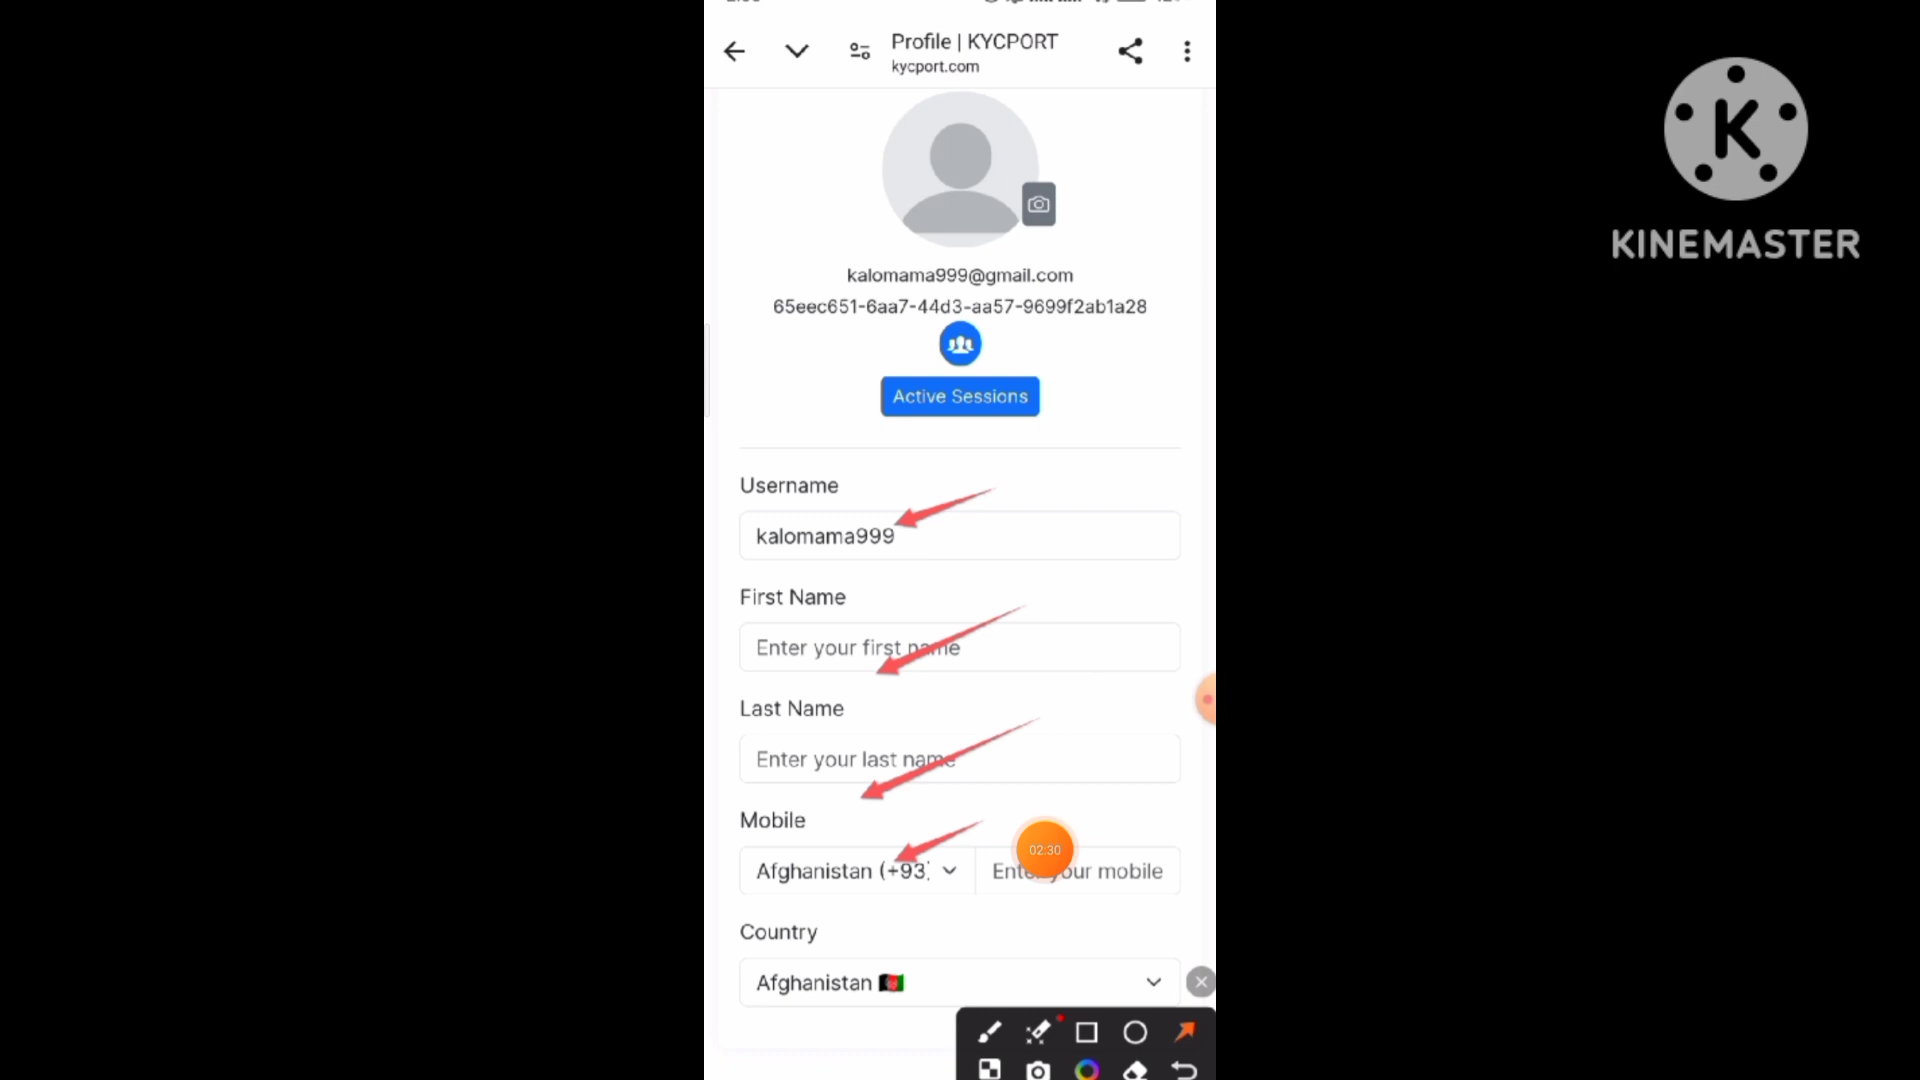 Profile | KYCPORT
kycport.com
KINEMASTER
kalomama999@gmail.com
65eec651-6aa7-44d3-aa57-9699f2ab1a28
Active Sessions
Username
kalomama999
First Name
Enter your first name
Last Name
Enter your last name
Mobile
Afghanistan (+93)
Enter your mobile
02:30
Country
Afghanistan